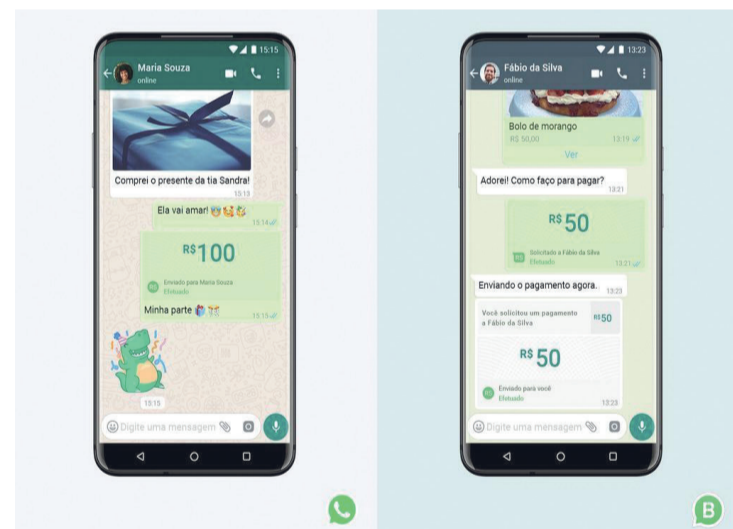 15:15
Maria Souza
online
Comprei o presente da tia Sandra!
15:13
Ela vai amar!
15:14
R$100
R$
Enviado para Maria Souza
Efetuado
Minha parte
15:15
15:15
Digite uma mensagem
13:23
Fábio da Silva
online
Bolo de morango
R$ 50,00
13:19
Ver
Adorei! Como faço para pagar?
13:21
R$50
R$
Solicitado a Fábio da Silva
Efetuado
13:21
Enviando o pagamento agora.
13:23
Você solicitou um pagamento
a Fábio da Silva
R$50
R$50
R$
Enviado para você
Efetuado
13:23
Digite uma mensagem
B